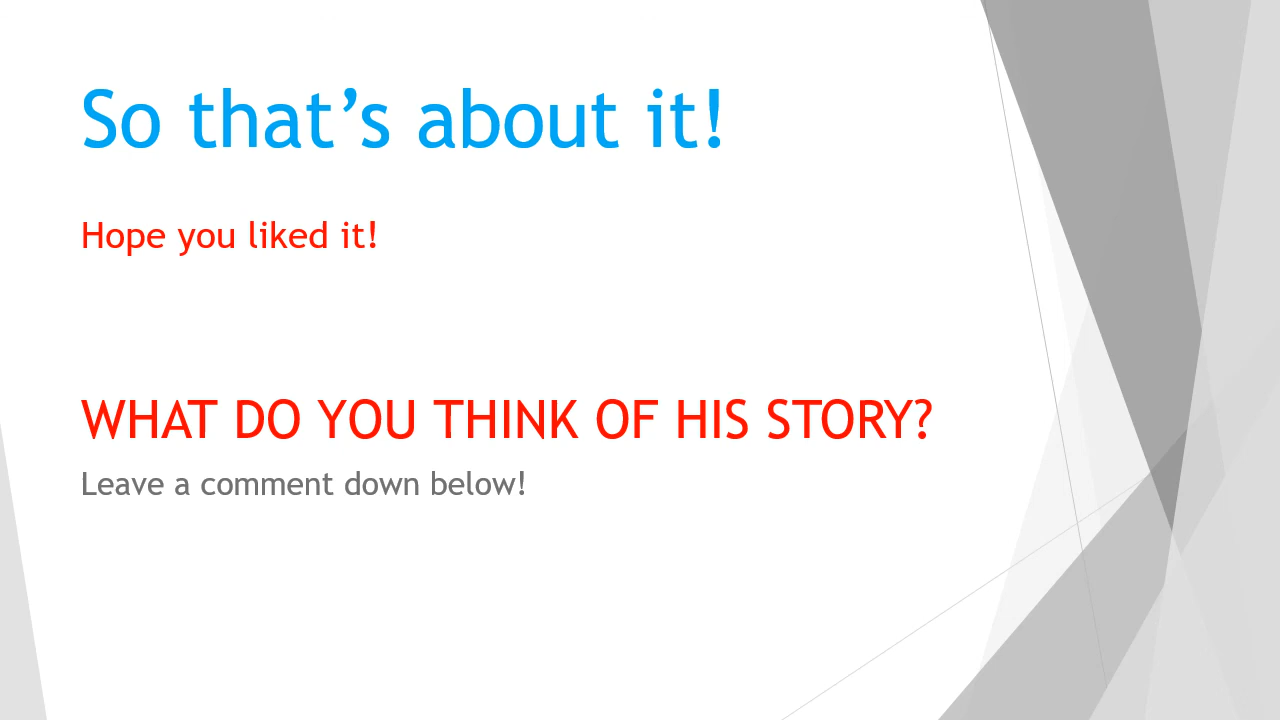 So that’s about it!
Hope you liked it!
WHAT DO YOU THINK OF HIS STORY?
Leave a comment down below!